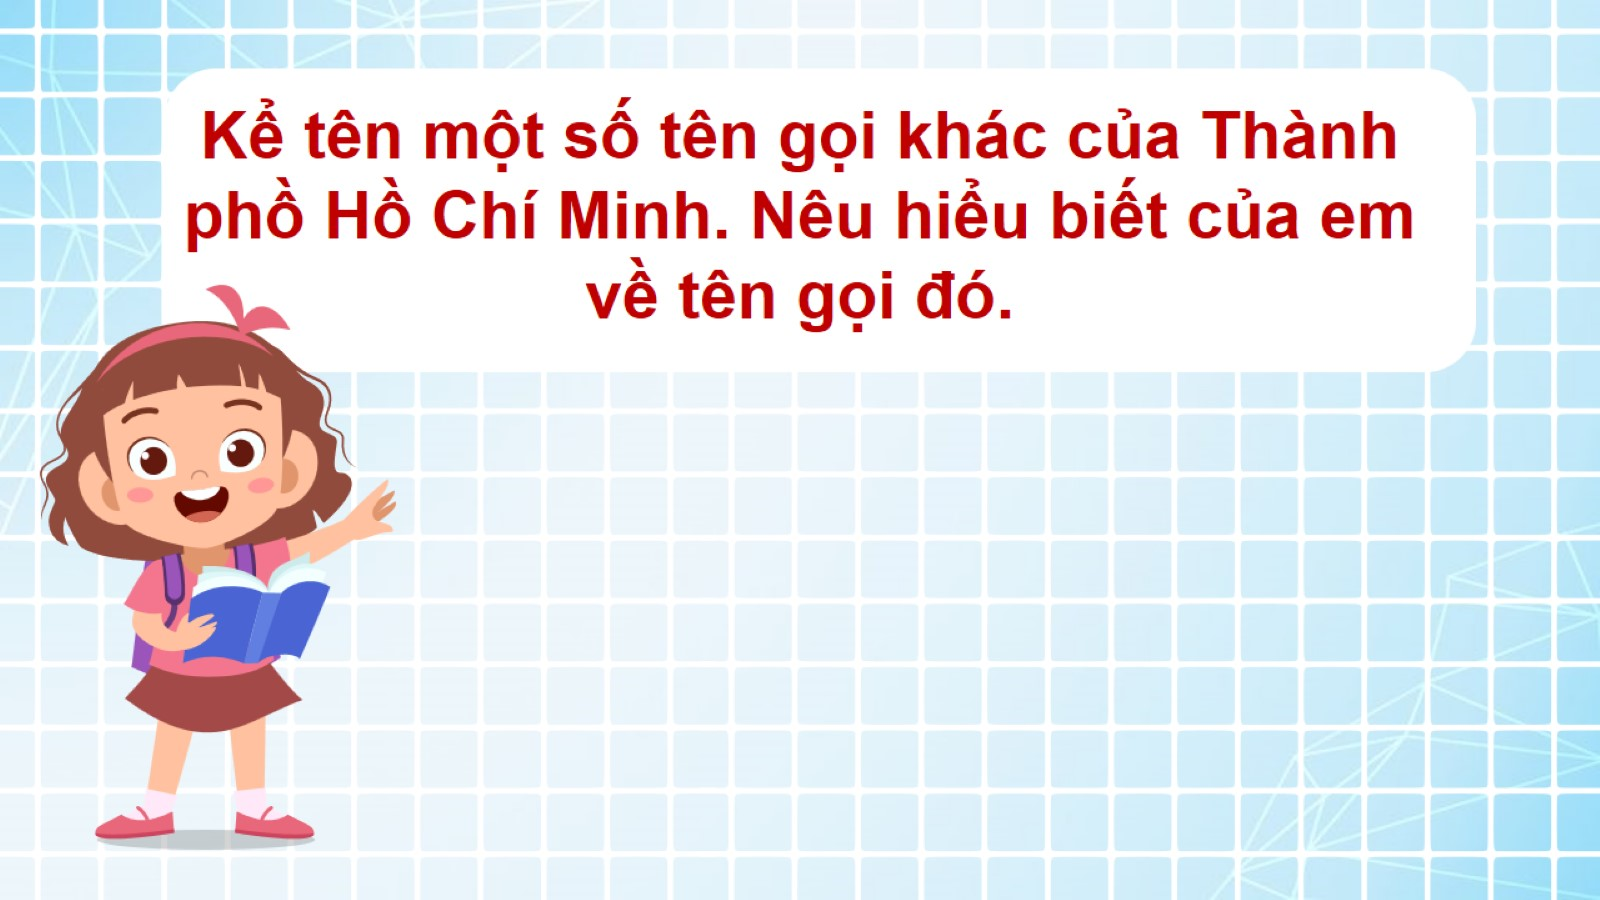 Kể tên một số tên gọi khác của Thành
phồ Hồ Chí Minh. Nêu hiểu biết của em
về tên gọi đó.